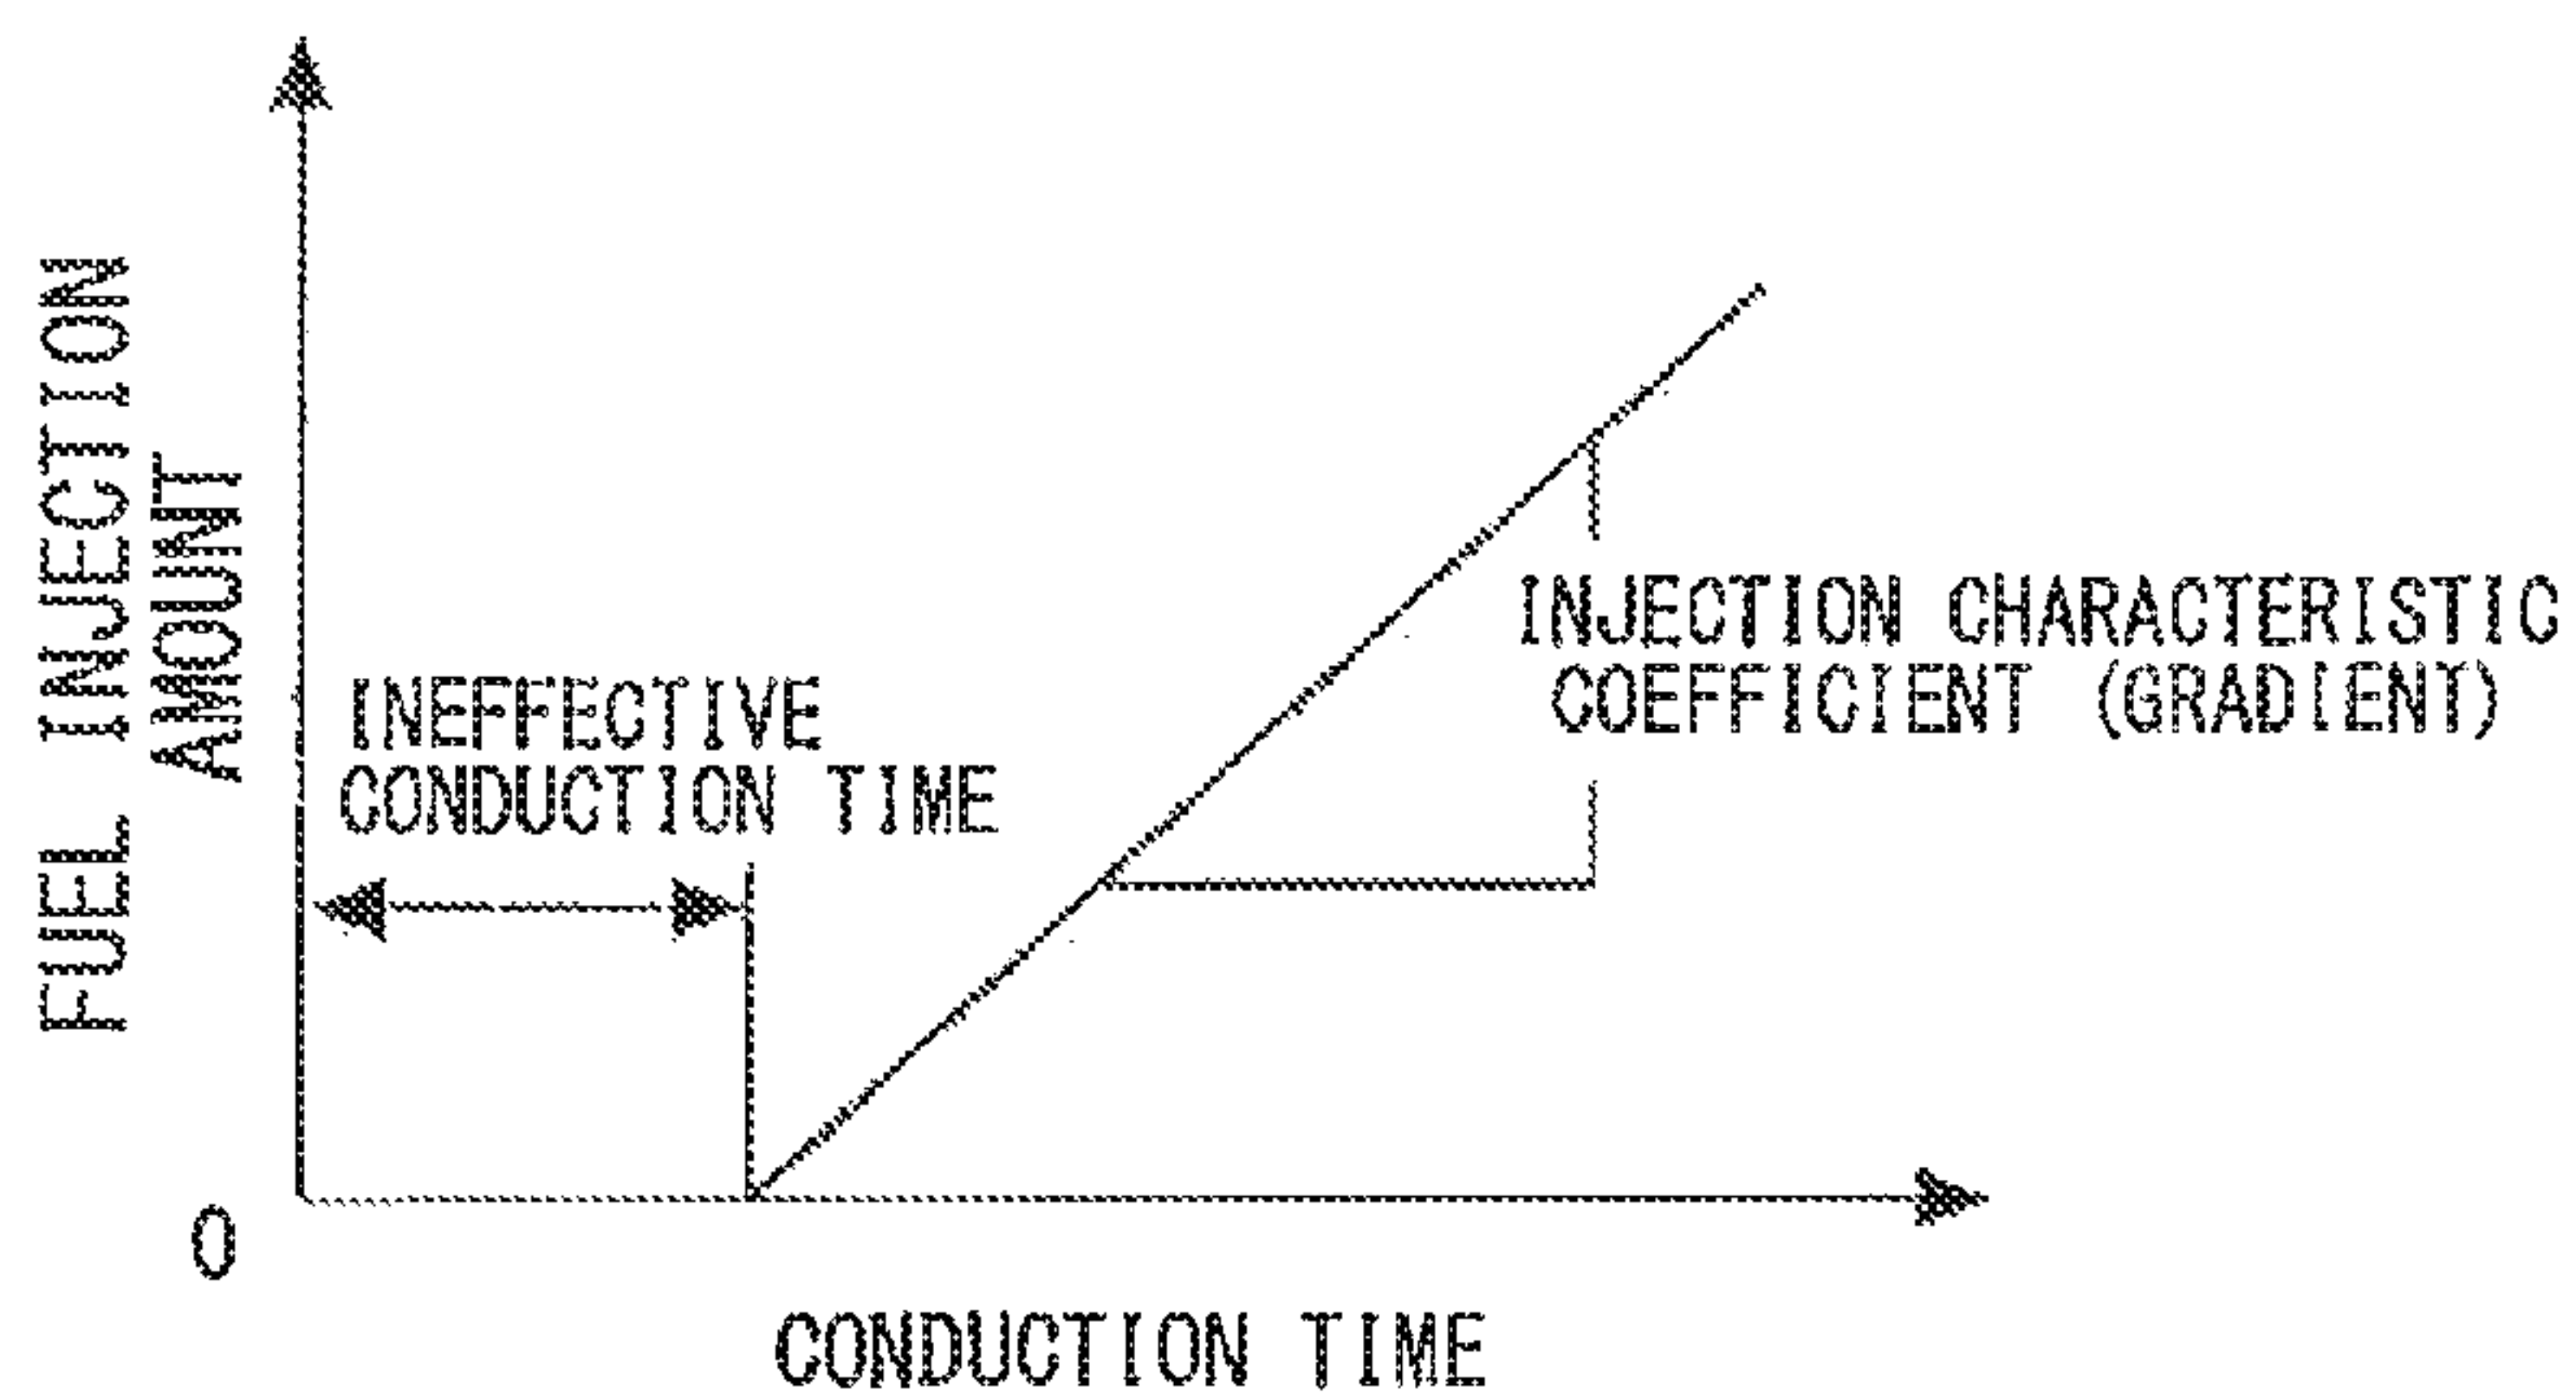 FUEL INJECTION
AMOUNT
INEFFECTIVE
CONDUCTION TIME
INJECTION CHARACTERISTIC
COEFFICIENT (GRADIENT)
0
CONDUCTION TIME